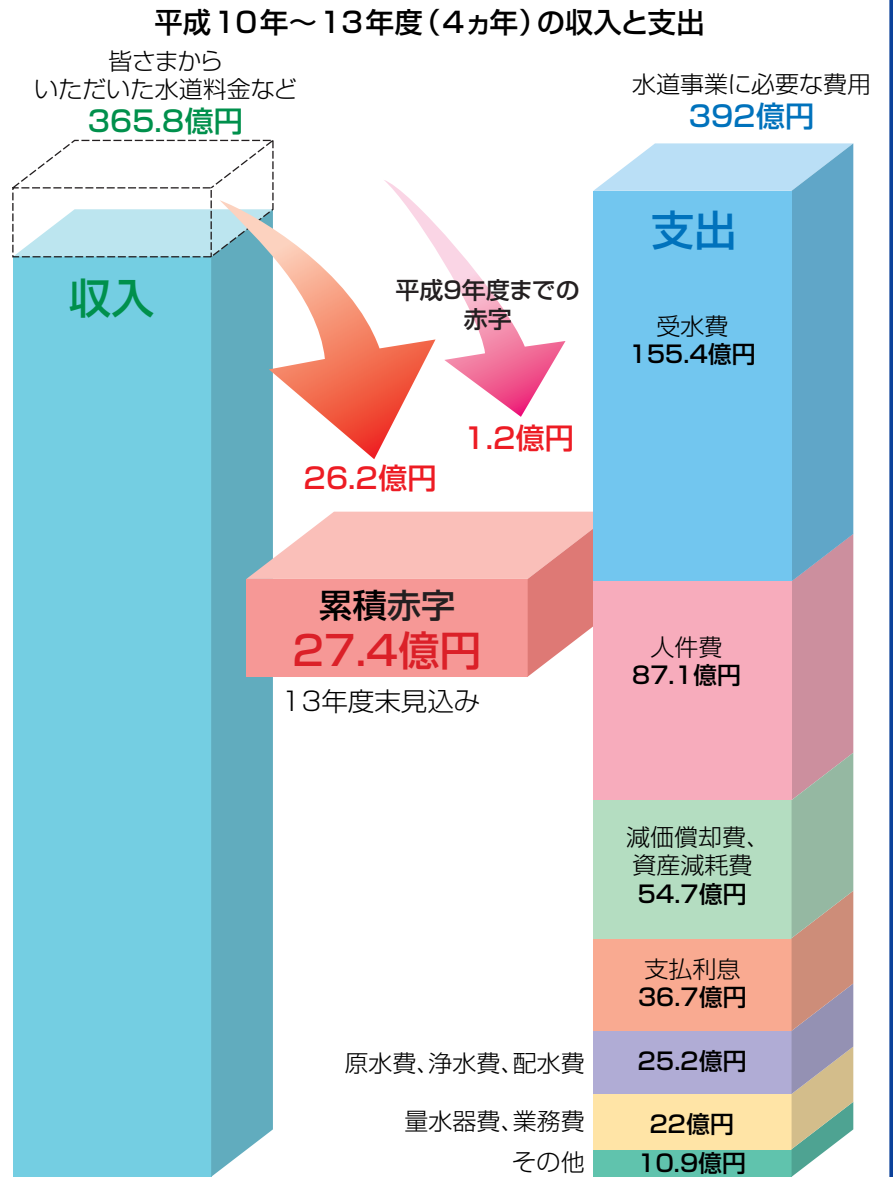 平成10年～13年度（4ヵ年）の収入と支出
皆さまから
いただいた水道料金など
365.8億円
水道事業に必要な費用
392億円
収入
支出
平成9年度までの
赤字
1.2億円
26.2億円
累積赤字
27.4億円
13年度末見込み
受水費
155.4億円
人件費
87.1億円
減価償却費、
資産減耗費
54.7億円
支払利息
36.7億円
原水費、浄水費、配水費
25.2億円
量水器費、業務費
22億円
その他
10.9億円